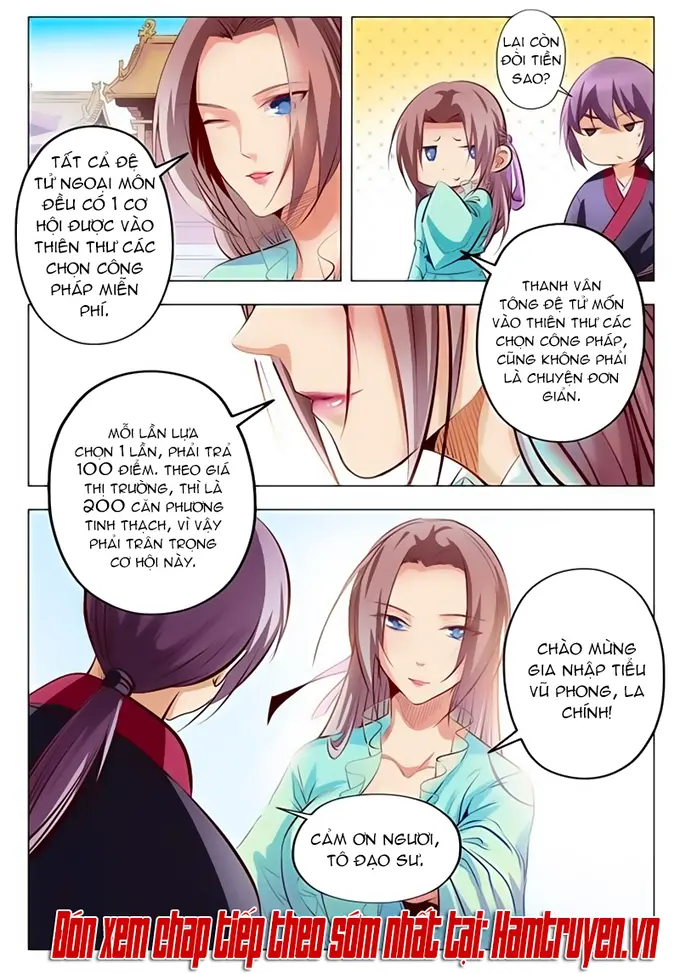 TẤT CẢ ĐỆ
TỬ NGOẠI MÔN
ĐỀU CÓ 1 CƠ
HỘI ĐƯỢC VÀO
THIÊN THƯ CÁC
CHỌN CÔNG
PHÁP MIỄN
PHÍ.
LẠI CÒN
ĐÒI TIỀN
SAO?
THANH VÂN
TÔNG ĐỆ TỬ MỐN
VÀO THIÊN THƯ CÁC
CHỌN CÔNG PHÁP,
CŨNG KHÔNG PHẢI
LÀ CHUYỆN ĐƠN
GIẢN.
MỖI LẦN LỰA
CHỌN 1 LẦN, PHẢI TRẢ
100 ĐIỂM. THEO GIÁ
THỊ TRƯỜNG, THÌ LÀ
200 CĂN PHƯƠNG
TINH THẠCH, VÌ VẬY
PHẢI TRÂN TRỌNG
CƠ HỘI NÀY.
CHÀO MỪNG
GIA NHẬP TIỂU
VŨ PHONG, LA
CHÍNH!
CẢM ƠN NGƯƠI,
TÔ ĐẠO SƯ.
Đón xem chap tiếp theo sớm nhất tại: Hamtruyen.vn